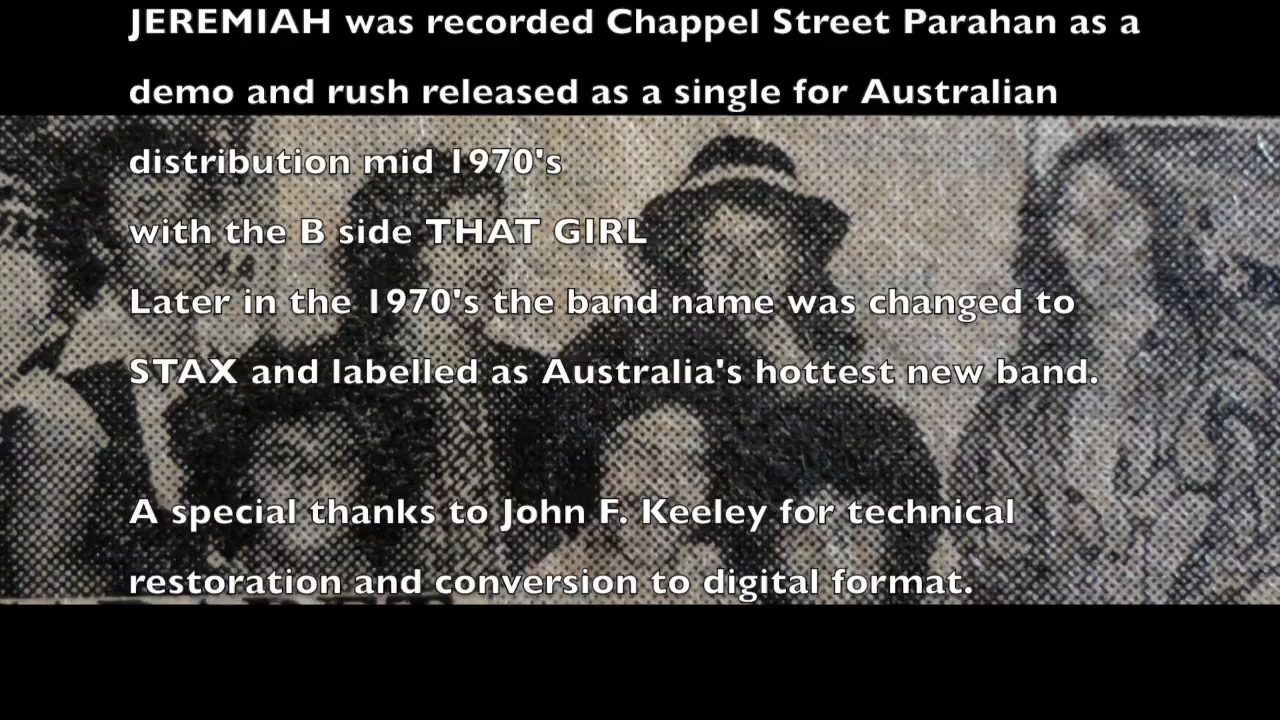 JEREMIAH was recorded Chappel Street Parahan as a
demo and rush released as a single for Australian
distribution mid 1970's
with the B side THAT GIRL
Later in the 1970's the band name was changed to
STAX and labelled as Australia's hottest new band.
A special thanks to John F. Keeley for technical
restoration and conversion to digital format.